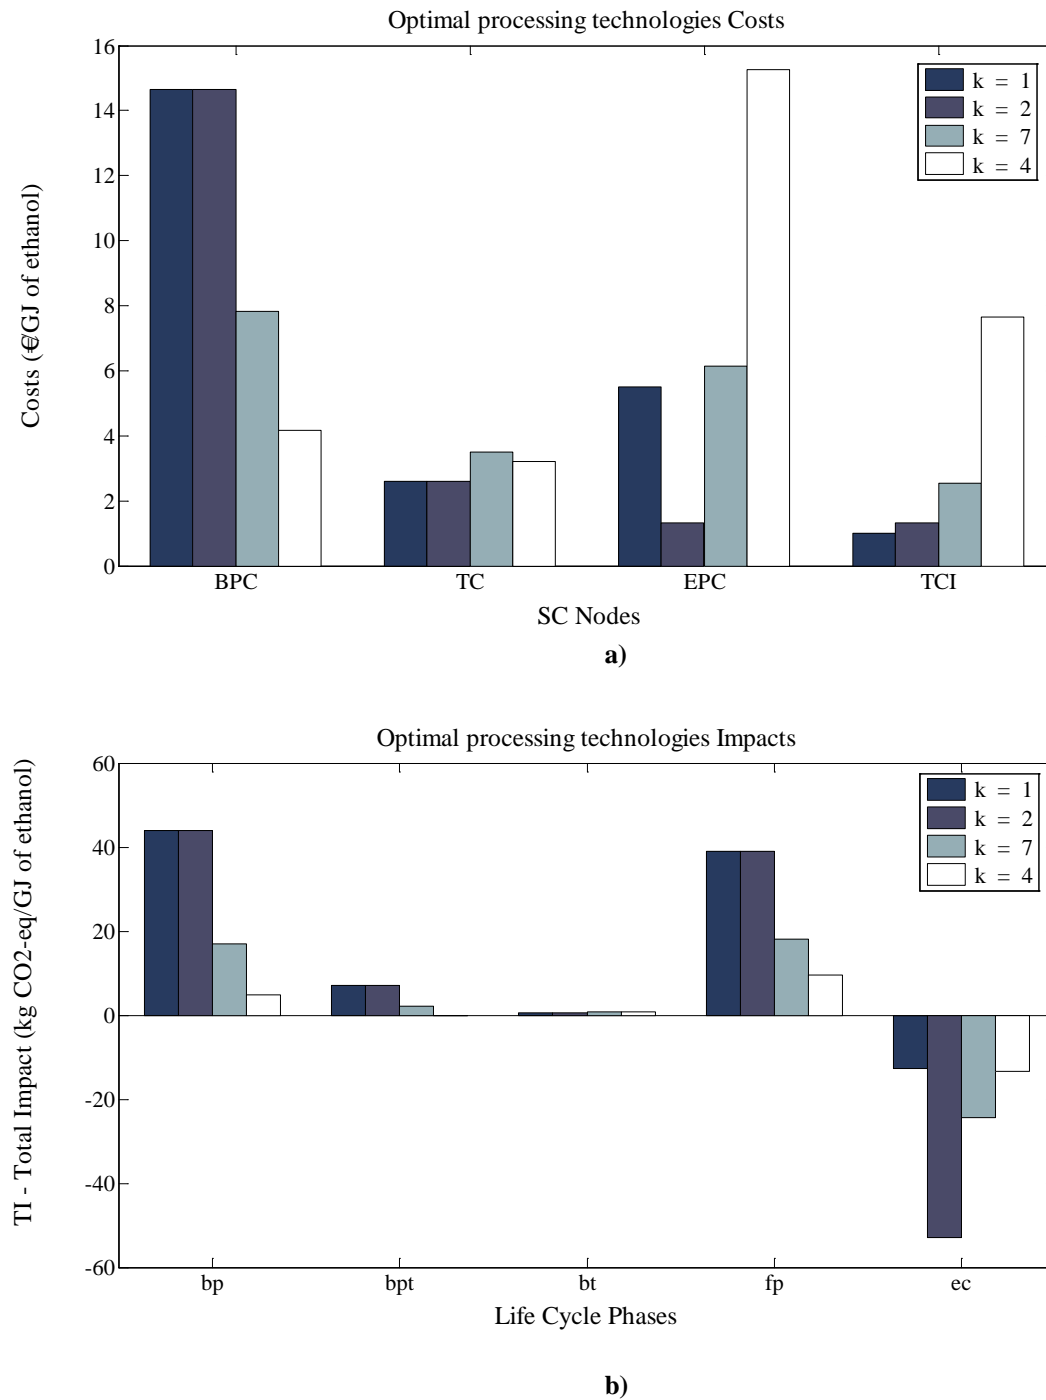 Optimal processing technologies Costs
16
14
12
10
8
6
4
2
0
Costs (€/GJ of ethanol)
k = 1
k = 2
k = 7
k = 4
BPC TC EPC TCI
SC Nodes
a)
Optimal processing technologies Impacts
60
40
20
0
-20
-40
-60
TI - Total Impact (kg CO2-eq/GJ of ethanol)
k = 1
k = 2
k = 7
k = 4
bp bpt bt fp ec
Life Cycle Phases
b)